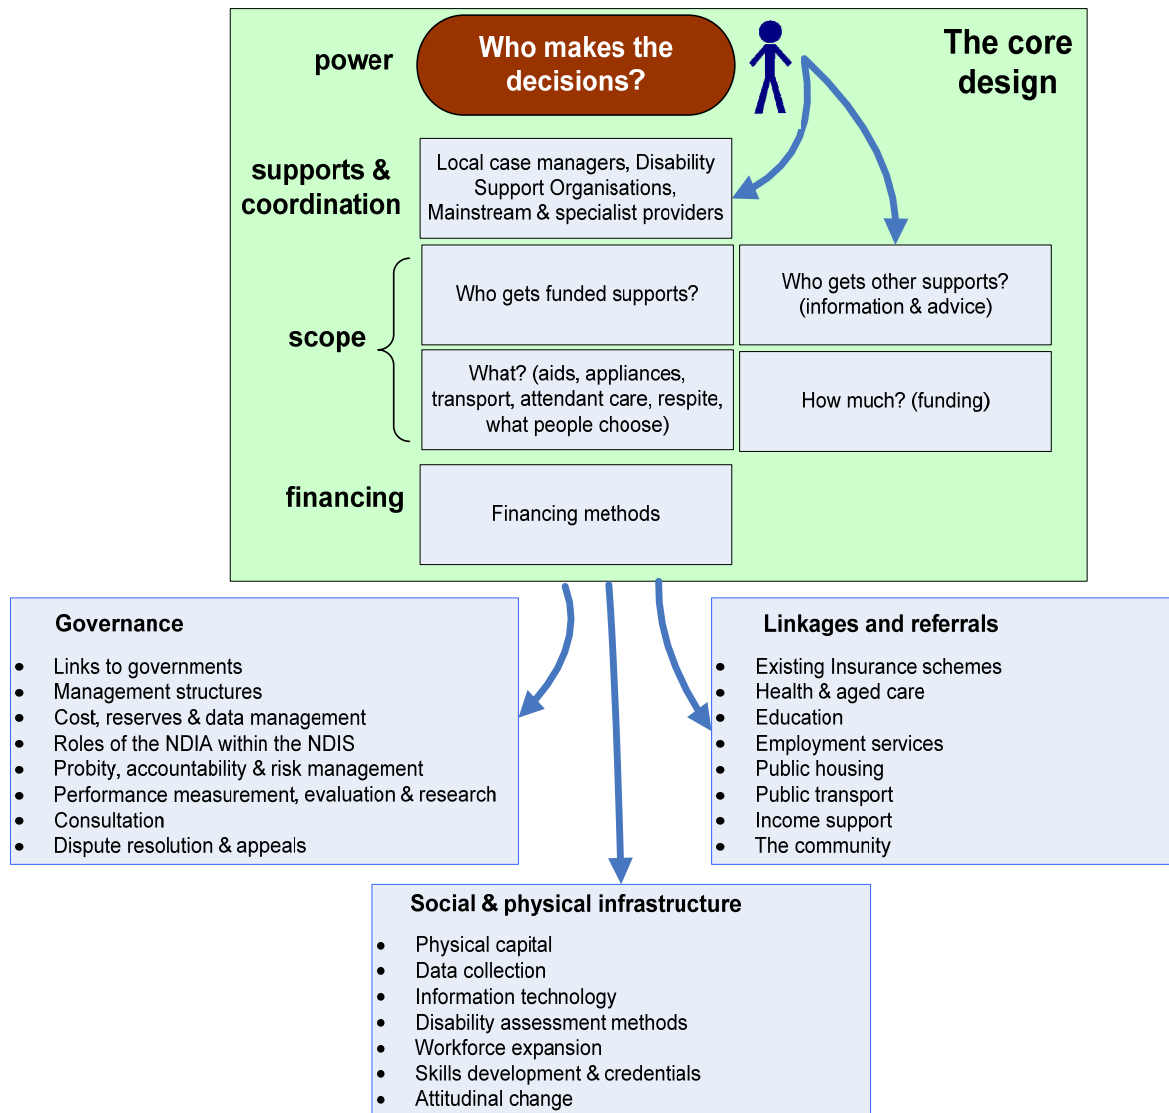 The core
design
power
Who makes the
decisions?
supports &
coordination
Local case managers, Disability
Support Organisations,
Mainstream & specialist providers
scope
Who gets funded supports?
Who gets other supports?
(information & advice)
What? (aids, appliances,
transport, attendant care, respite,
what people choose)
How much? (funding)
financing
Financing methods
Governance
• Links to governments
• Management structures
• Cost, reserves & data management
• Roles of the NDIA within the NDIS
• Probity, accountability & risk management
• Performance measurement, evaluation & research
• Consultation
• Dispute resolution & appeals
Linkages and referrals
• Existing Insurance schemes
• Health & aged care
• Education
• Employment services
• Public housing
• Public transport
• Income support
• The community
Social & physical infrastructure
• Physical capital
• Data collection
• Information technology
• Disability assessment methods
• Workforce expansion
• Skills development & credentials
• Attitudinal change